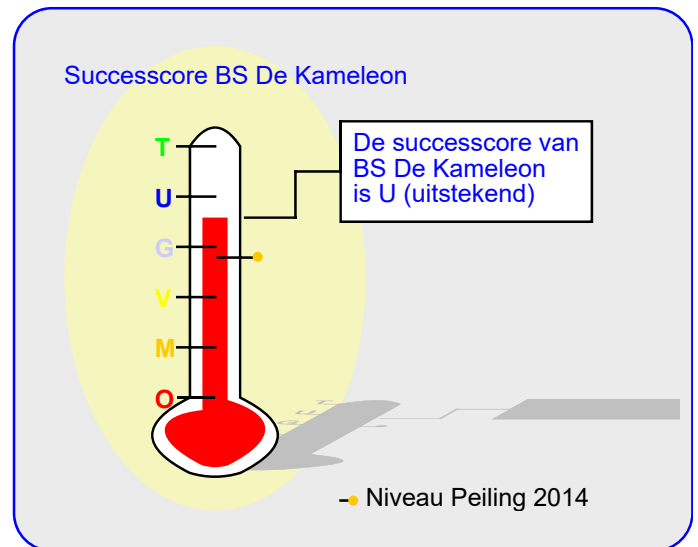 Successcore BS De Kameleon
De successcore van
BS De Kameleon
is U (uitstekend)
T
U
G
V
M
O
T
U
G
Niveau Peiling 2014